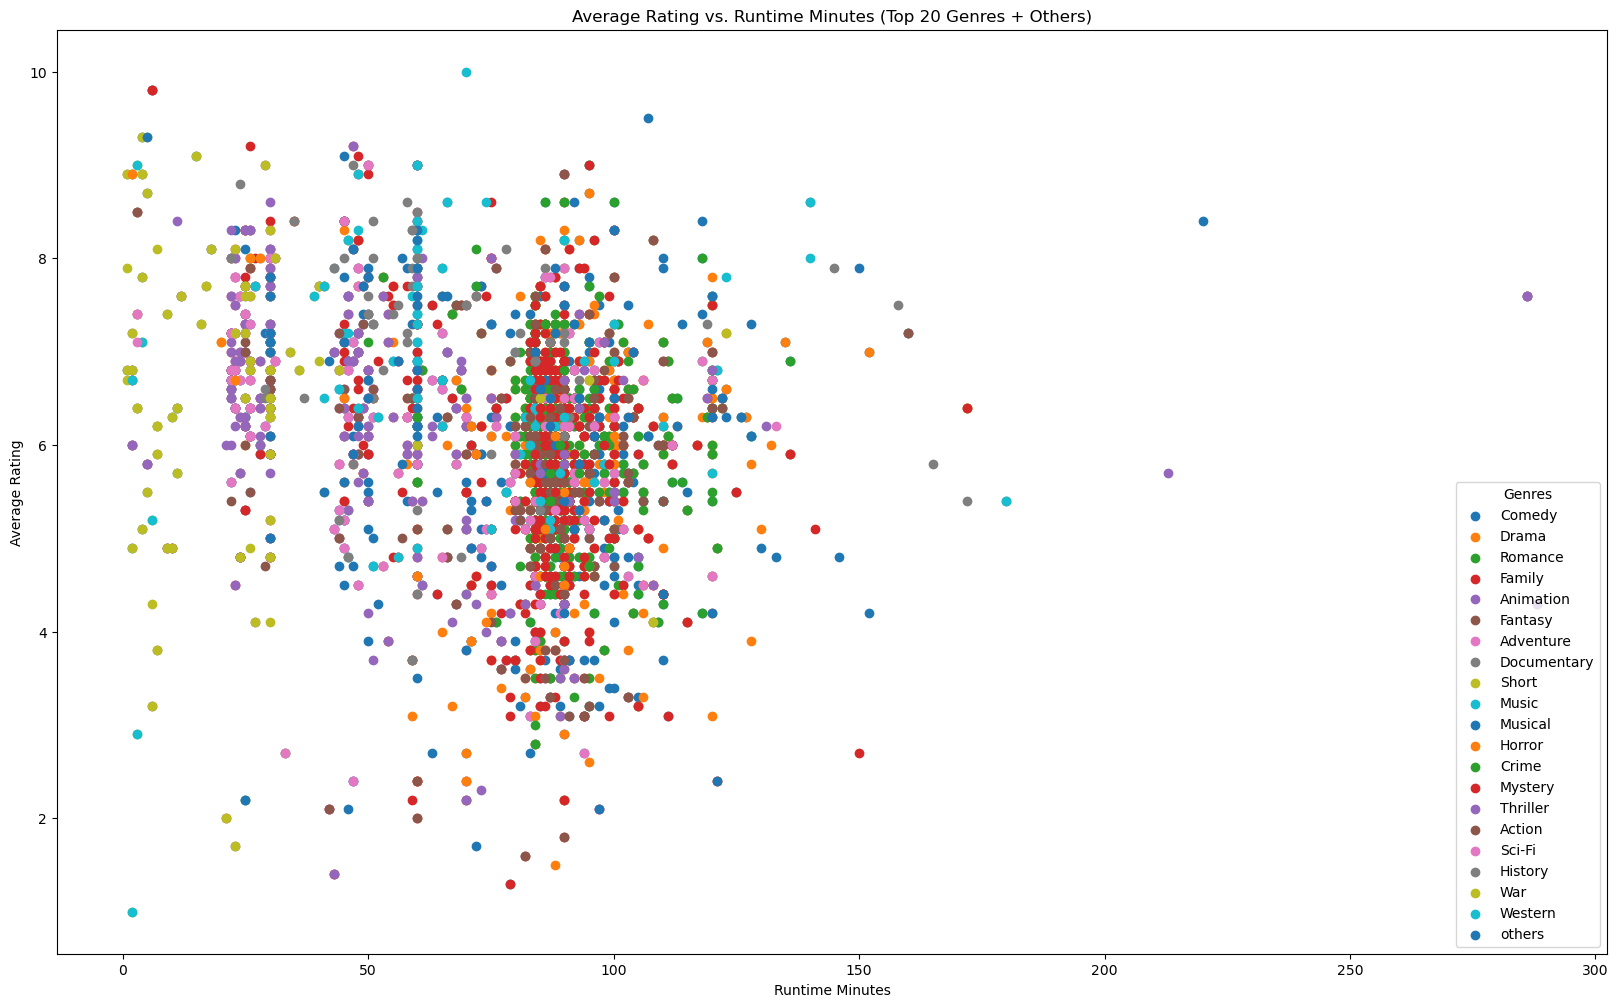 Average Rating vs. Runtime Minutes (Top 20 Genres + Others)
10
8
6
4
2
Average Rating
0
50
100
150
200
250
300
Runtime Minutes
Genres
Comedy
Drama
Romance
Family
Animation
Fantasy
Adventure
Documentary
Short
Music
Musical
Horror
Crime
Mystery
Thriller
Action
Sci-Fi
History
War
Western
others